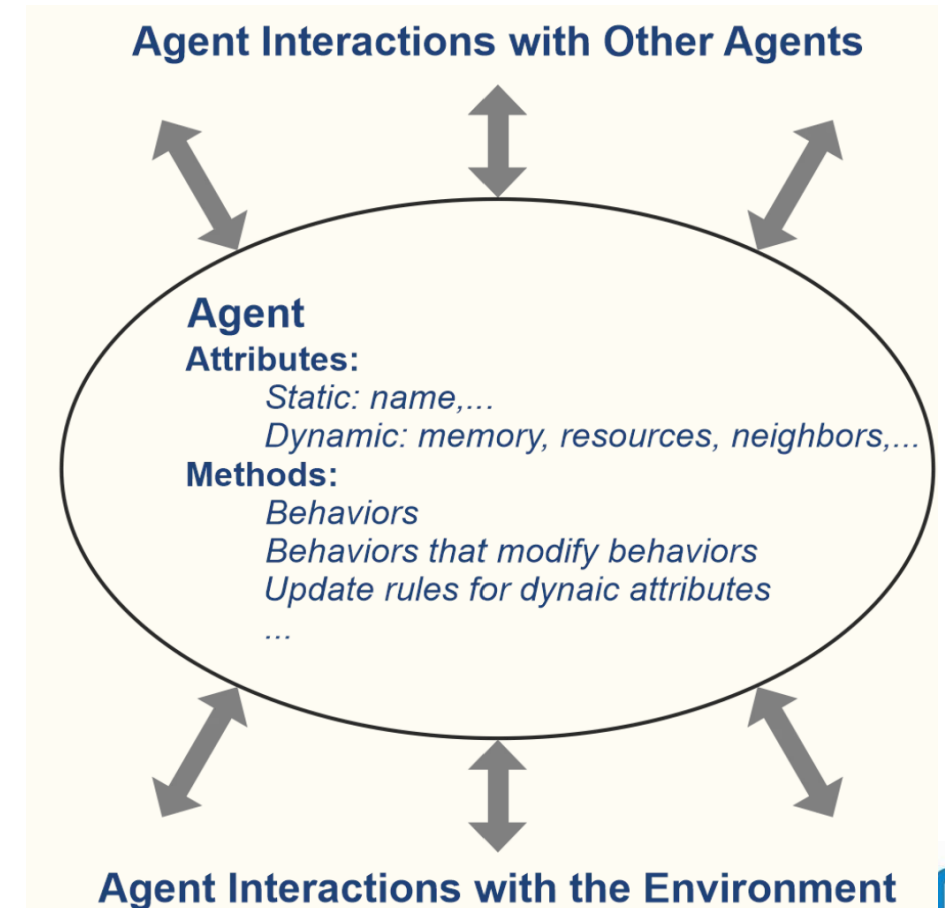 Agent Interactions with Other Agents
Agent
Attributes:
Static: name,...
Dynamic: memory, resources, neighbors,...
Methods:
Behaviors
Behaviors that modify behaviors
Update rules for dynaic attributes
...
Agent Interactions with the Environment